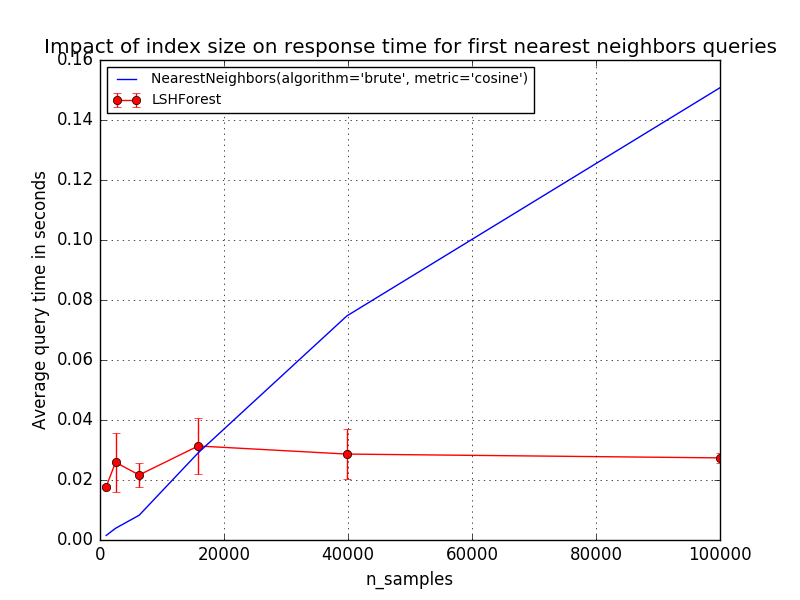 Impact of index size on response time for first nearest neighbors queries
NearestNeighbors(algorithm='brute', metric='cosine')
LSHForest
Average query time in seconds
0.16
0.14
0.12
0.10
0.08
0.06
0.04
0.02
0.00
0 20000 40000 60000 80000 100000
n_samples